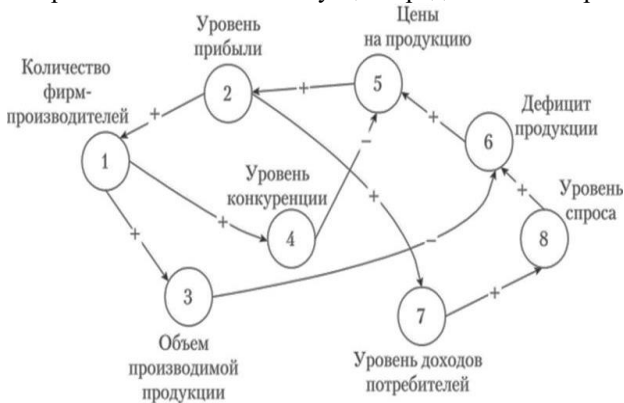 Уровень
прибыли
Цены
на продукцию
Количество
фирм-
производителей
2
5
Дефицит
продукции
1
6
Уровень
конкуренции
Уровень
спроса
4
8
3
7
Объем
производимой
продукции
Уровень доходов
потребителей
+
+
+
−
+
+
+
+
−
+